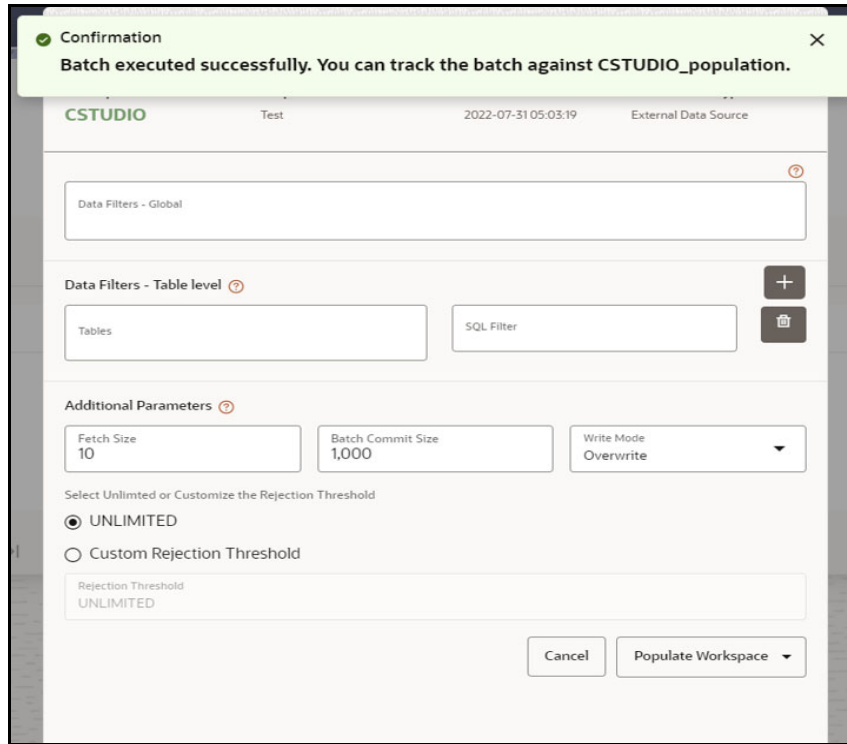 Confirmation
Batch executed successfully. You can track the batch against CSTUDIO_population.
CSTUDIO Test 2022-07-31 05:03:19 External Data Source
Data Filters - Global
Data Filters - Table level
Tables SQL Filter
Additional Parameters
Fetch Size Batch Commit Size Write Mode
10 1,000 Overwrite
Select Unlimted or Customize the Rejection Threshold
UNLIMITED
Custom Rejection Threshold
Rejection Threshold
UNLIMITED
Cancel Populate Workspace